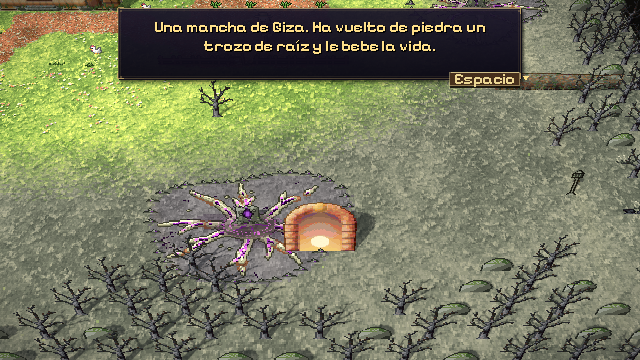 Una mancha de Giza. Ha vuelto de piedra un
trozo de raíz y le bebe la vida.
Espacio